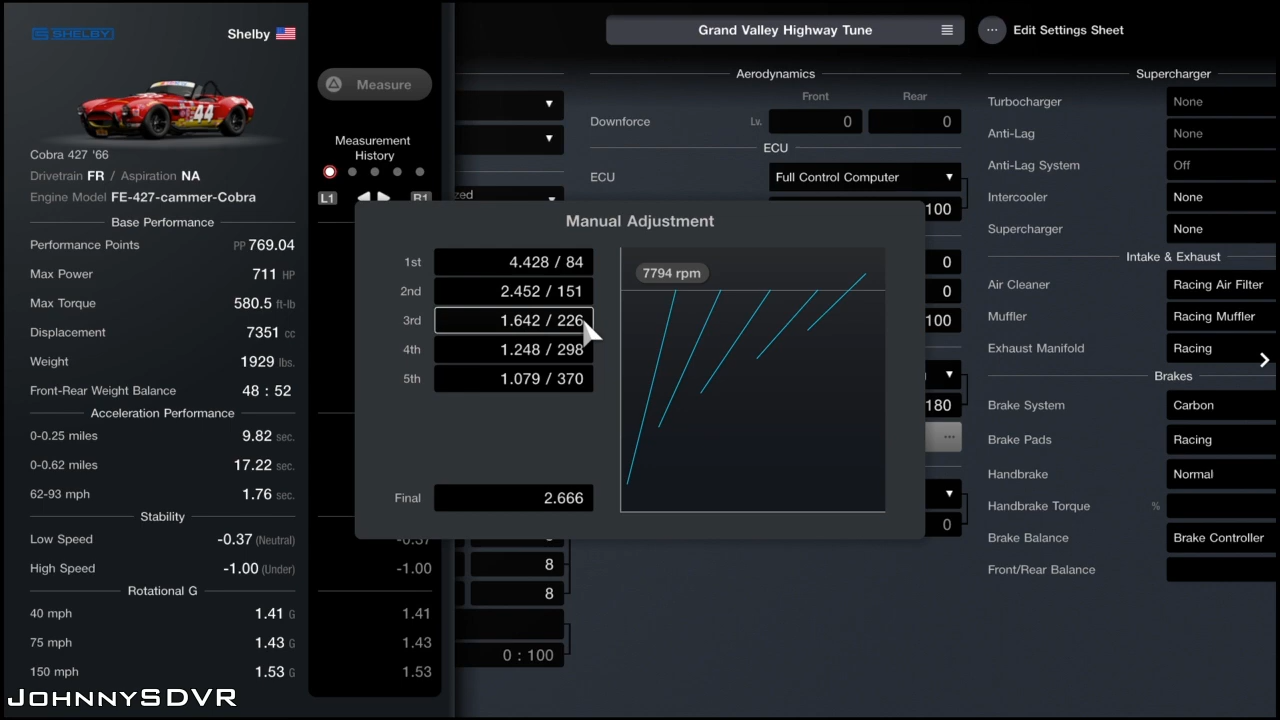 SHELBY Shelby
Cobra 427 '66
Drivetrain FR / Aspiration NA
Engine Model FE-427-cammer-Cobra
Base Performance
Performance Points PP 769.04
Max Power 711 HP
Max Torque 580.5 ft-lb
Displacement 7351 cc
Weight 1929 lbs.
Front-Rear Weight Balance 48 : 52
Acceleration Performance
0-0.25 miles 9.82 sec.
0-0.62 miles 17.22 sec.
62-93 mph 1.76 sec.
Stability
Low Speed -0.37 (Neutral)
High Speed -1.00 (Under)
Rotational G
40 mph 1.41 G
75 mph 1.43 G
150 mph 1.53 G
JohnnySDVR
Measure
Measurement
History
L1 R1
-0.37
-1.00
1.41
1.43
1.53
Grand Valley Highway Tune
Edit Settings Sheet
Manual Adjustment
1st 4.428 / 84
2nd 2.452 / 151
3rd 1.642 / 226
4th 1.248 / 298
5th 1.079 / 370
Final 2.666
7794 rpm
8
8
0 : 100
Aerodynamics
Front Rear
Downforce Lv. 0 0
ECU
ECU Full Control Computer
100
0
0
100
180
0
Supercharger
Turbocharger None
Anti-Lag None
Anti-Lag System Off
Intercooler None
Supercharger None
Intake & Exhaust
Air Cleaner Racing Air Filter
Muffler Racing Muffler
Exhaust Manifold Racing
Brakes
Brake System Carbon
Brake Pads Racing
Handbrake Normal
Handbrake Torque %
Brake Balance Brake Controller
Front/Rear Balance
44